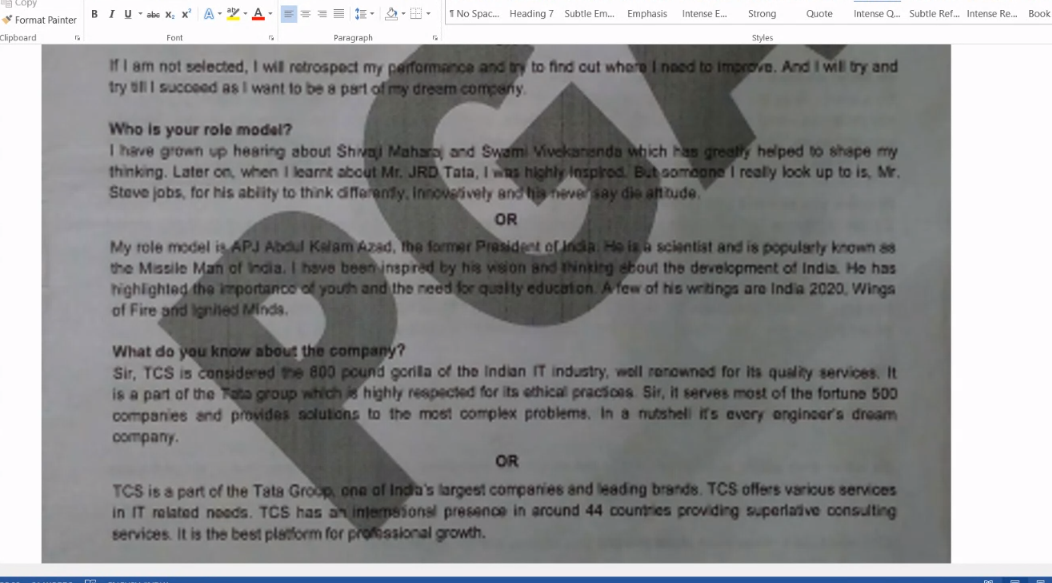 Copy
Format Painter
B I U abc X₂ X² A aby A
¶ No Spac... Heading 7 Subtle Em... Emphasis Intense E... Strong Quote Intense Q... Subtle Ref... Intense Re... Book
Clipboard Font Paragraph Styles
If I am not selected, I will retrospect my performance and try to find out where I need to improve. And I will try and
try till I succeed as I want to be a part of my dream company.
Who is your role model?
I have grown up hearing about Shivaji Maharaj and Swami Vivekananda which has greatly helped to shape my
thinking. Later on, when I learnt about Mr. JRD Tata, I was highly inspired. But someone I really look up to is, Mr.
Steve jobs, for his ability to think differently, innovatively and his never say die attitude.
OR
My role model is APJ Abdul Kalam Azad, the former President of India. He is a scientist and is popularly known as
the Missile Man of India. I have been inspired by his vision and thinking about the development of India. He has
highlighted the importance of youth and the need for quality education. A few of his writings are India 2020, Wings
of Fire and Ignited Minds.
What do you know about the company?
Sir, TCS is considered the 800 pound gorilla of the Indian IT industry, well renowned for its quality services. It
is a part of the Tata group which is highly respected for its ethical practices. Sir, it serves most of the fortune 500
companies and provides solutions to the most complex problems. In a nutshell it's every engineer's dream
company.
OR
TCS is a part of the Tata Group, one of India's largest companies and leading brands. TCS offers various services
in IT related needs. TCS has an international presence in around 44 countries providing superlative consulting
services. It is the best platform for professional growth.